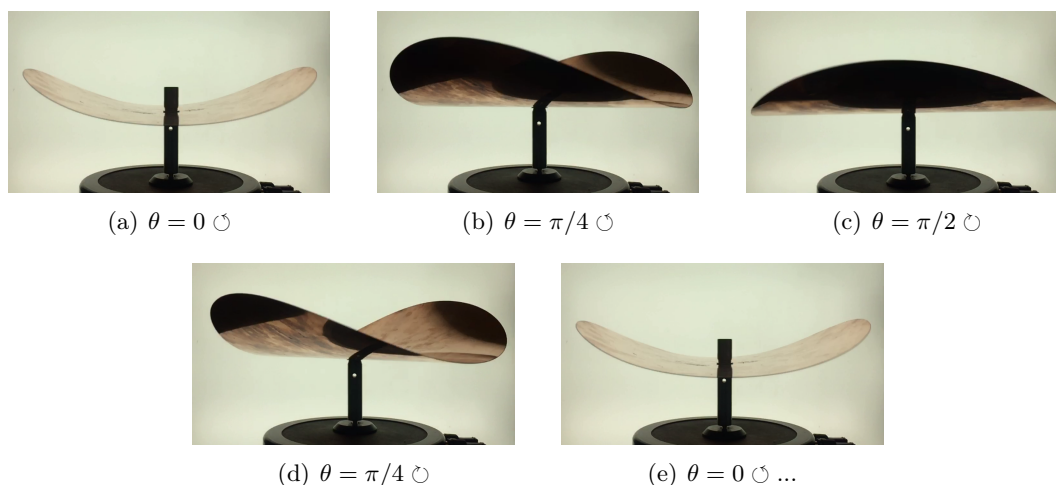 (a) θ = 0 ↺
(b) θ = π/4 ↺
(c) θ = π/2 ↻
(d) θ = π/4 ↻
(e) θ = 0 ↺ ...